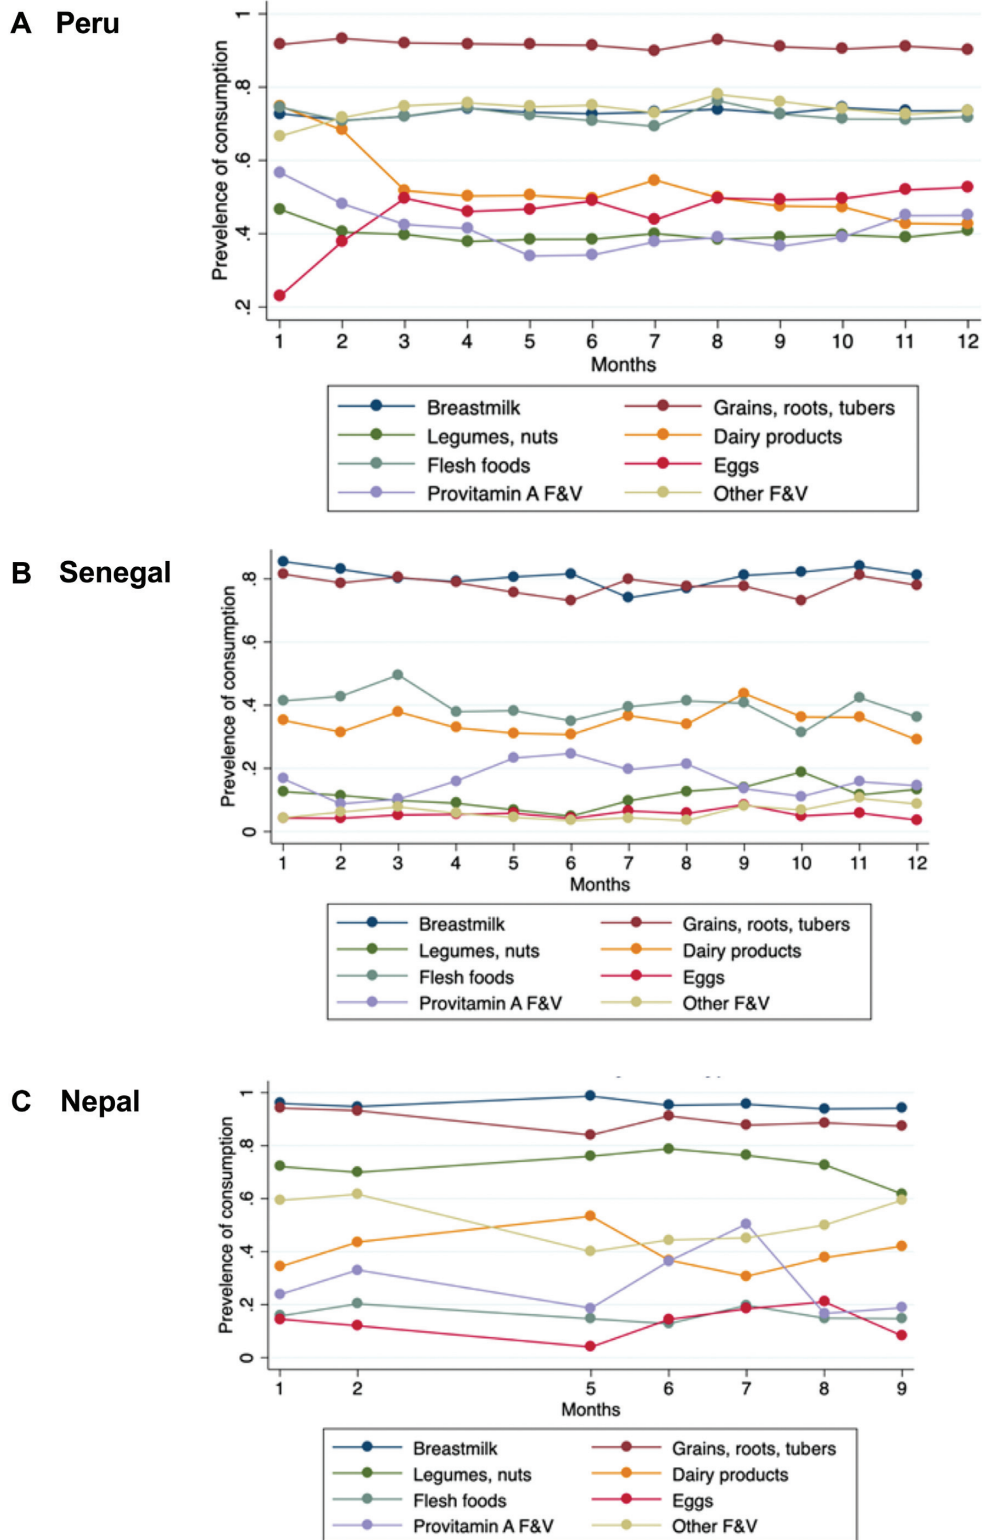 A Peru
Prevelence of consumption
1
.8
.6
.4
.2
1 2 3 4 5 6 7 8 9 10 11 12
Months
Breastmilk Grains, roots, tubers
Legumes, nuts Dairy products
Flesh foods Eggs
Provitamin A F&V Other F&V
B Senegal
Prevelence of consumption
.8
.6
.4
.2
0
1 2 3 4 5 6 7 8 9 10 11 12
Months
Breastmilk Grains, roots, tubers
Legumes, nuts Dairy products
Flesh foods Eggs
Provitamin A F&V Other F&V
C Nepal
Prevelence of consumption
1
.8
.6
.4
.2
0
1 2 5 6 7 8 9
Months
Breastmilk Grains, roots, tubers
Legumes, nuts Dairy products
Flesh foods Eggs
Provitamin A F&V Other F&V